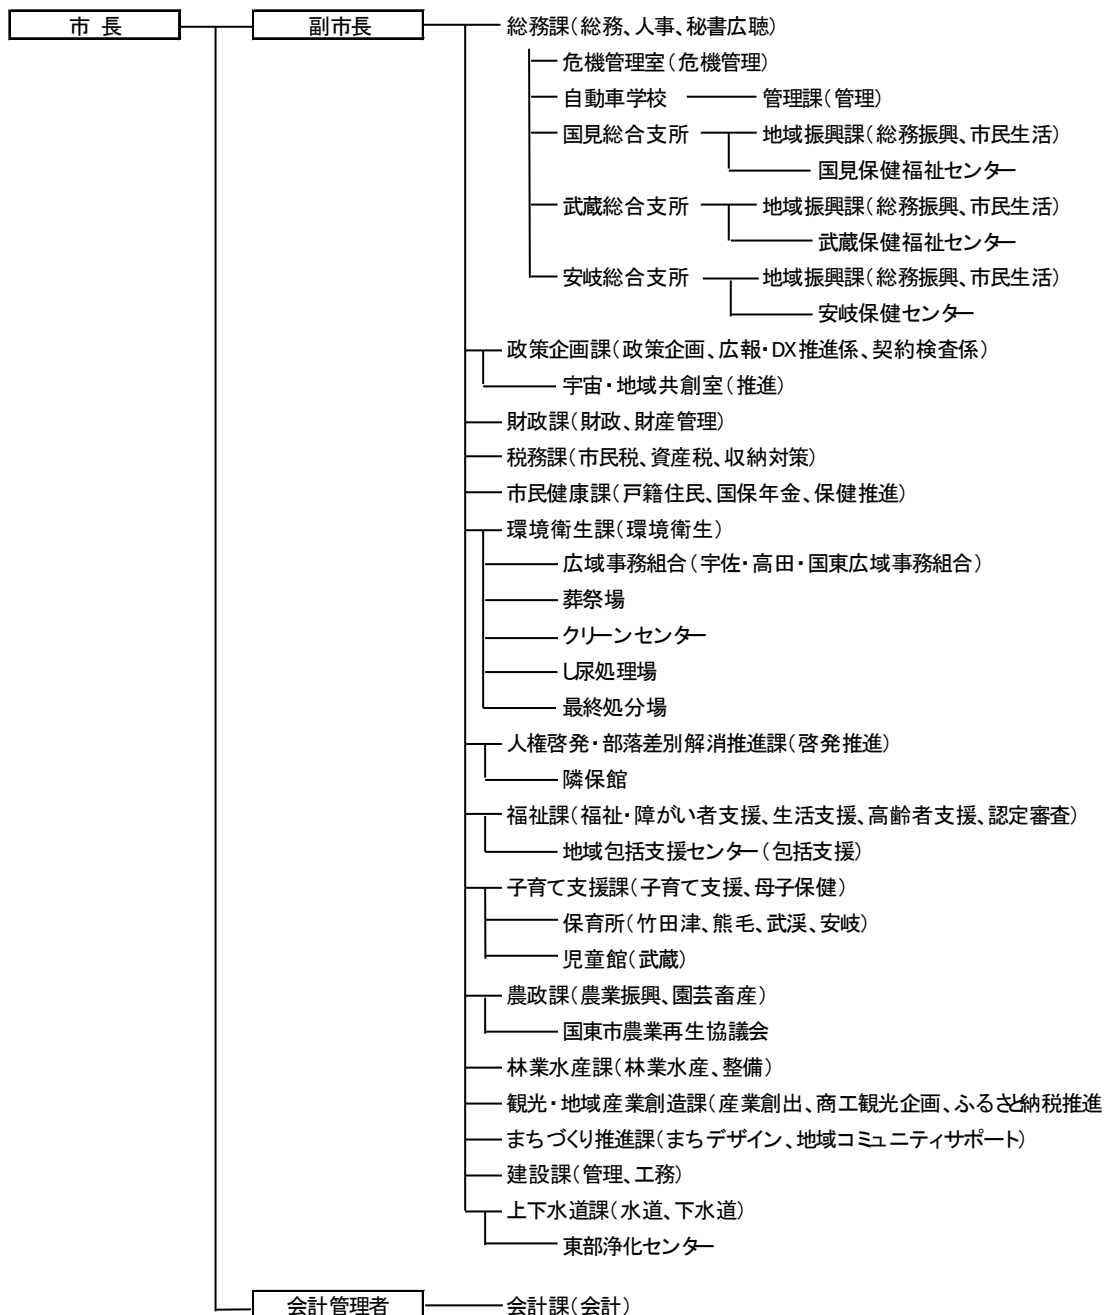 市 長 副市長 総務課(総務、人事、秘書広聴)
危機管理室(危機管理)
自動車学校 管理課(管理)
国見総合支所 地域振興課(総務振興、市民生活)
国見保健福祉センター
武蔵総合支所 地域振興課(総務振興、市民生活)
武蔵保健福祉センター
安岐総合支所 地域振興課(総務振興、市民生活)
安岐保健センター
政策企画課(政策企画、広報・DX推進係、契約検査係)
宇宙・地域共創室(推進)
財政課(財政、財産管理)
税務課(市民税、資産税、収納対策)
市民健康課(戸籍住民、国保年金、保健推進)
環境衛生課(環境衛生)
広域事務組合(宇佐・高田・国東広域事務組合)
葬祭場
クリーンセンター
し尿処理場
最終処分場
人権啓発・部落差別解消推進課(啓発推進)
隣保館
福祉課(福祉・障がい者支援、生活支援、高齢者支援、認定審査)
地域包括支援センター(包括支援)
子育て支援課(子育て支援、母子保健)
保育所(竹田津、熊毛、武溪、安岐)
児童館(武蔵)
農政課(農業振興、園芸畜産)
国東市農業再生協議会
林業水産課(林業水産、整備)
観光・地域産業創造課(産業創出、商工観光企画、ふるさと納税推進
まちづくり推進課(まちデザイン、地域コミュニティサポート)
建設課(管理、工務)
上下水道課(水道、下水道)
東部浄化センター
会計管理者 会計課(会計)